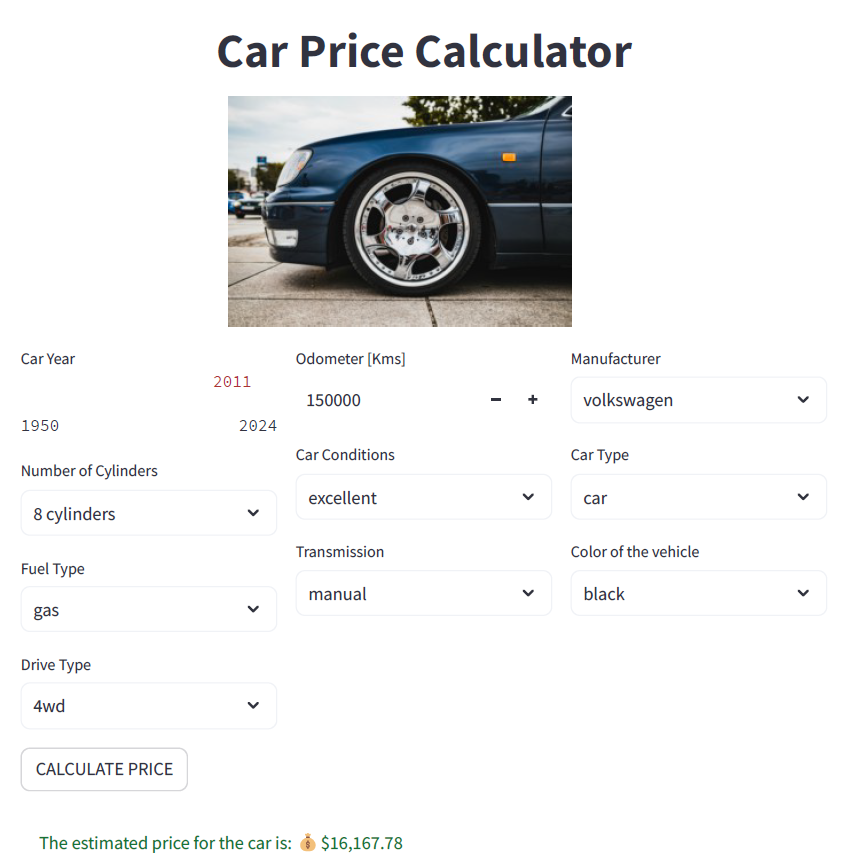 Car Price Calculator
Car Year
2011
1950 2024
Number of Cylinders
8 cylinders
Fuel Type
gas
Drive Type
4wd
Odometer [Kms]
150000 - +
Car Conditions
excellent
Transmission
manual
Manufacturer
volkswagen
Car Type
car
Color of the vehicle
black
CALCULATE PRICE
The estimated price for the car is: 💰 $16,167.78